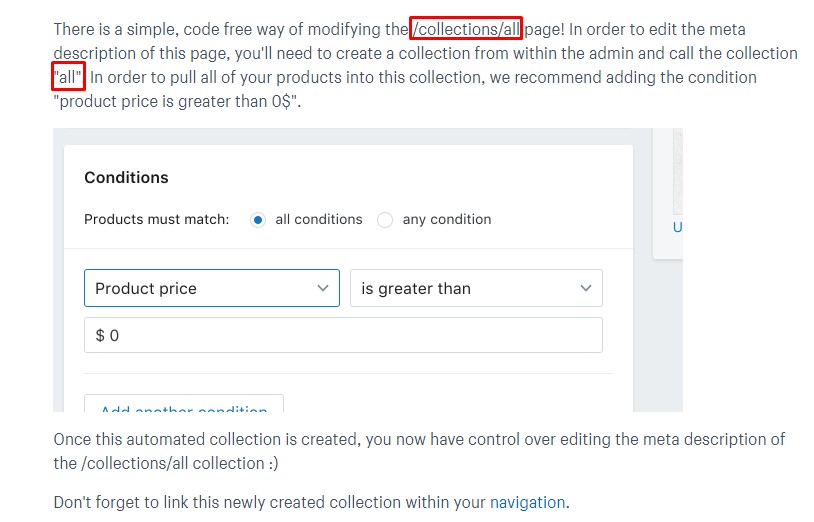 There is a simple, code free way of modifying the /collections/all page! In order to edit the meta
description of this page, you'll need to create a collection from within the admin and call the collection
"all". In order to pull all of your products into this collection, we recommend adding the condition
"product price is greater than 0$".
Conditions
Products must match: all conditions any condition
U
Product price is greater than
$ 0
Add another condition
Once this automated collection is created, you now have control over editing the meta description of
the /collections/all collection :)
Don't forget to link this newly created collection within your navigation.